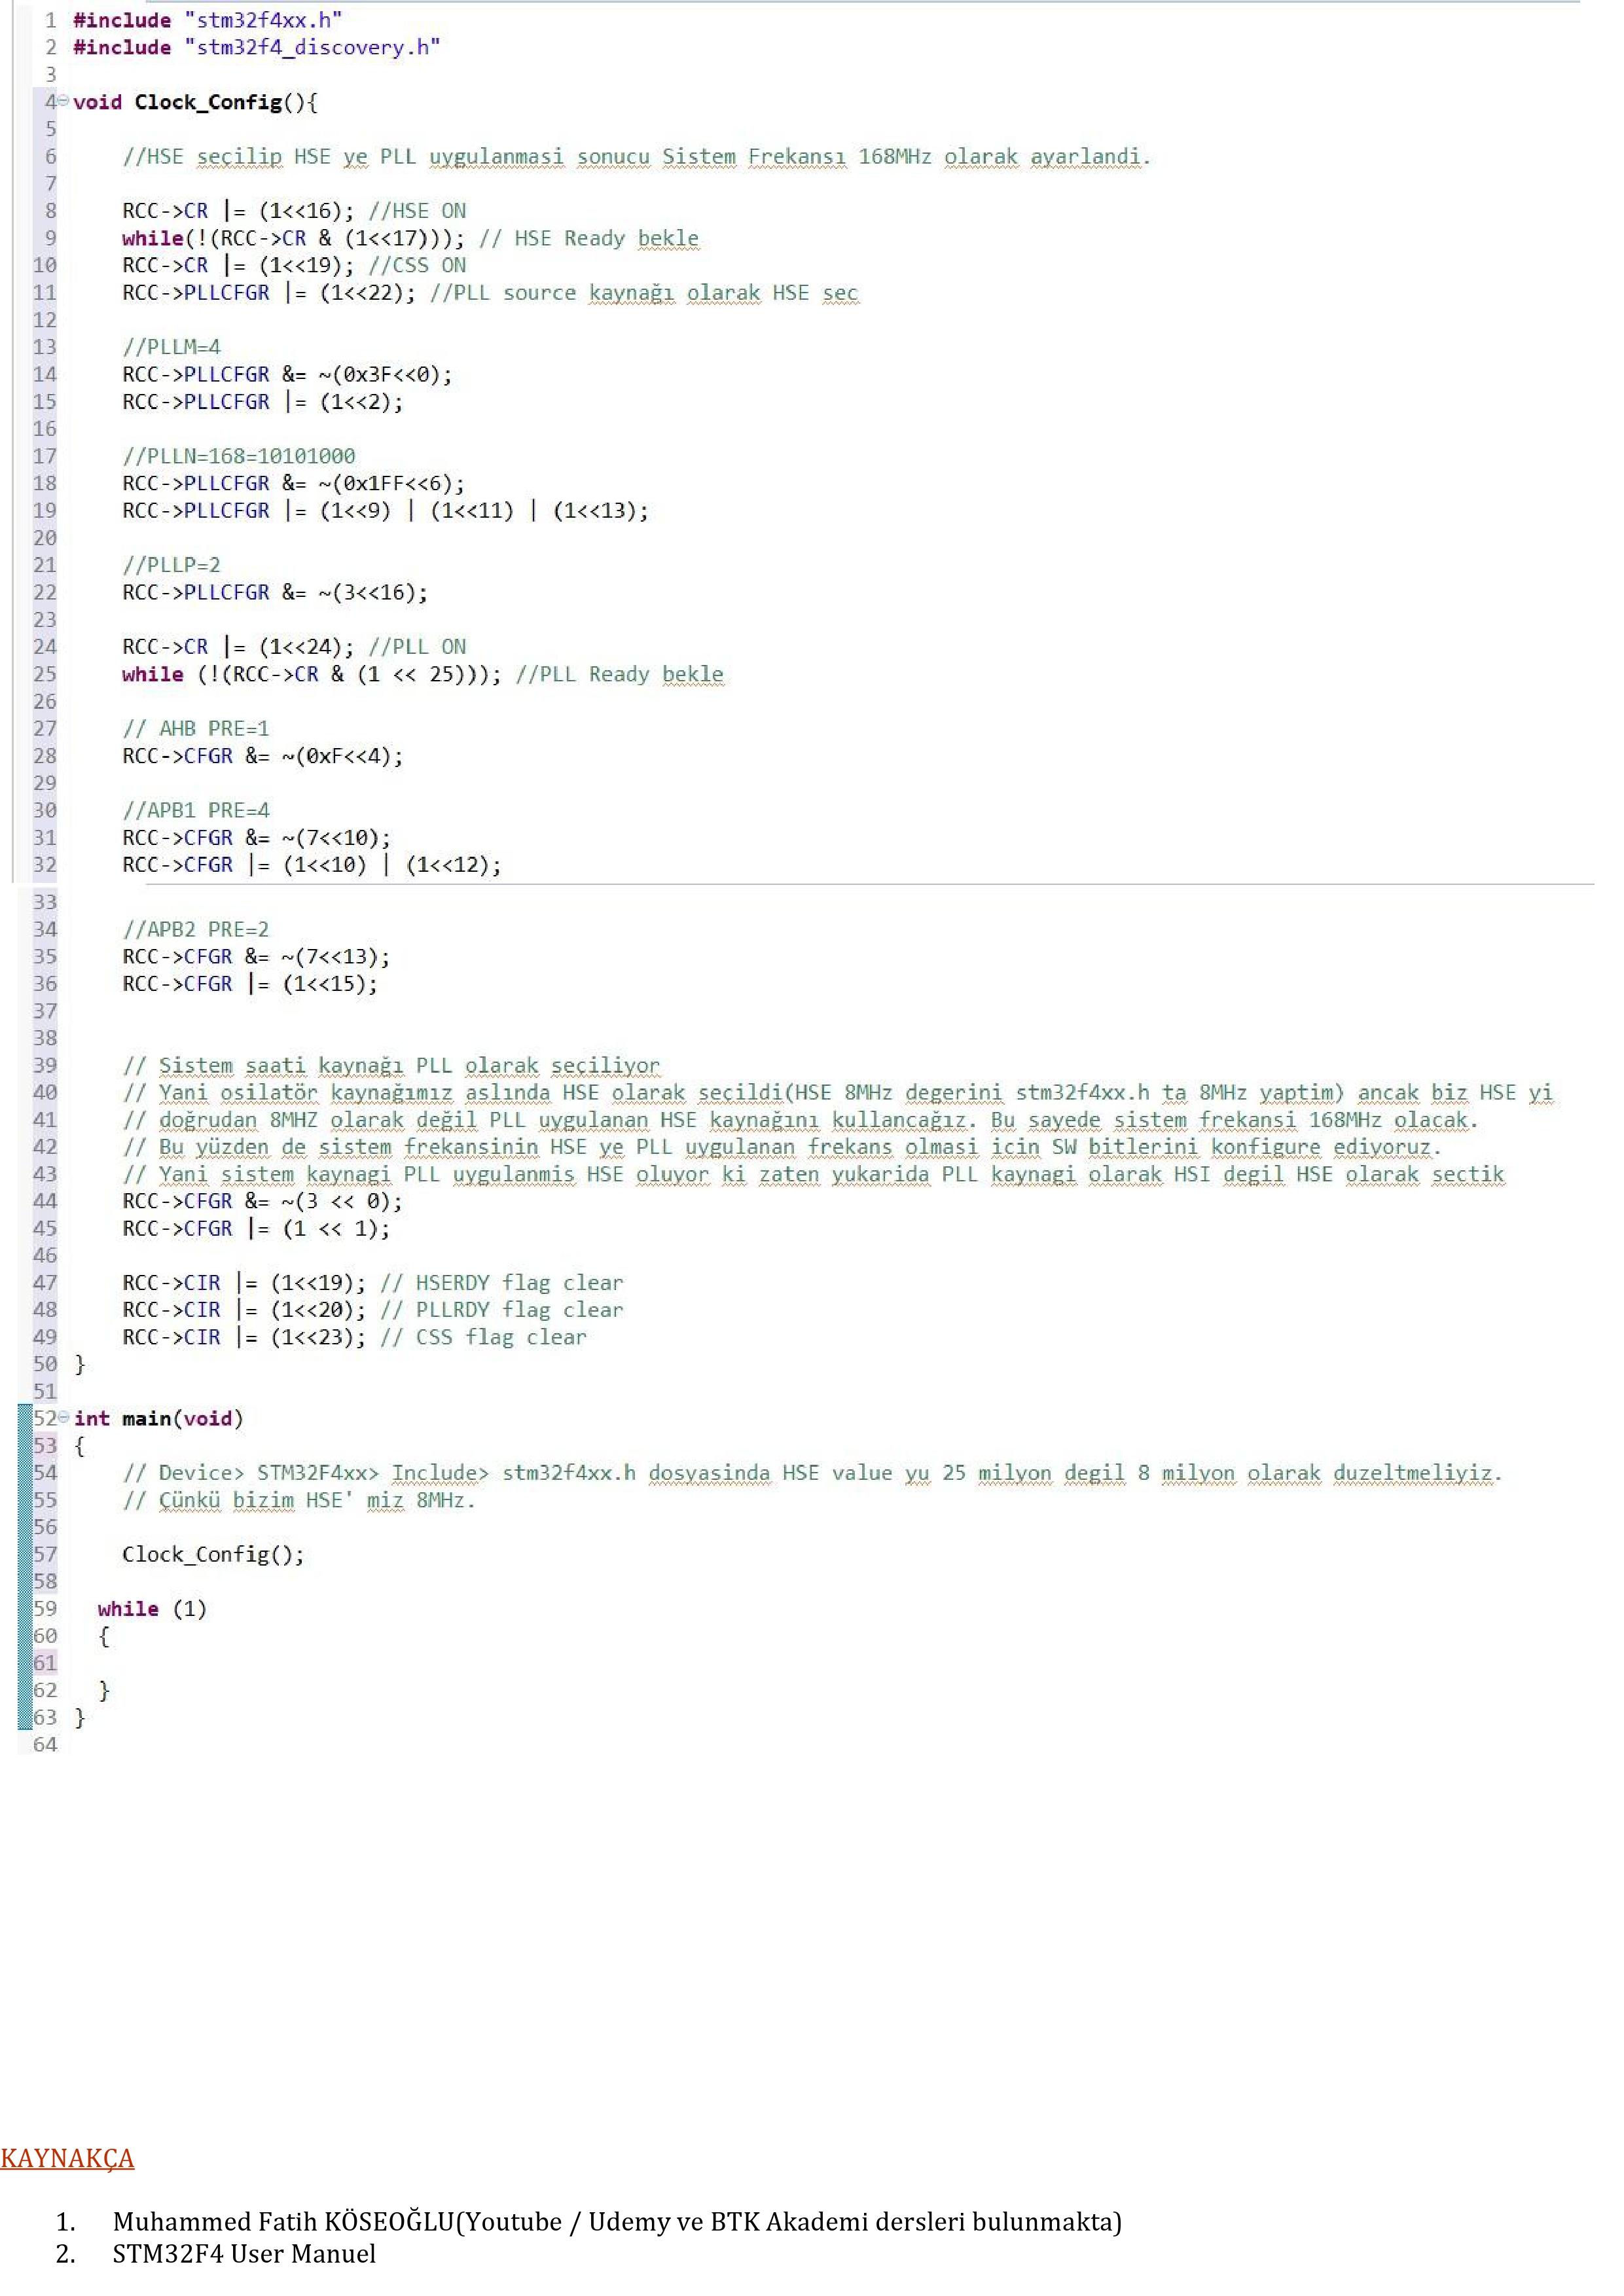 1 #include "stm32f4xx.h"
2 #include "stm32f4_discovery.h"
3
4 void Clock_Config(){
5
6 //HSE seçilip HSE ye PLL uygulanmasi sonucu Sistem Frekansı 168MHz olarak ayarlandi.
7
8 RCC->CR |= (1<<16); //HSE ON
9 while(!(RCC->CR & (1<<17))); // HSE Ready bekle
10 RCC->CR |= (1<<19); //CSS ON
11 RCC->PLLCFGR |= (1<<22); //PLL source kaynağı olarak HSE sec
12
13 //PLLM=4
14 RCC->PLLCFGR &= ~(0x3F<<0);
15 RCC->PLLCFGR |= (1<<2);
16
17 //PLLN=168=10101000
18 RCC->PLLCFGR &= ~(0x1FF<<6);
19 RCC->PLLCFGR |= (1<<9) | (1<<11) | (1<<13);
20
21 //PLLP=2
22 RCC->PLLCFGR &= ~(3<<16);
23
24 RCC->CR |= (1<<24); //PLL ON
25 while (!(RCC->CR & (1 << 25))); //PLL Ready bekle
26
27 // AHB PRE=1
28 RCC->CFGR &= ~(0xF<<4);
29
30 //APB1 PRE=4
31 RCC->CFGR &= ~(7<<10);
32 RCC->CFGR |= (1<<10) | (1<<12);
33
34 //APB2 PRE=2
35 RCC->CFGR &= ~(7<<13);
36 RCC->CFGR |= (1<<15);
37
38
39 // Sistem saati kaynağı PLL olarak seçiliyor
40 // Yani osilatör kaynağımız aslında HSE olarak seçildi(HSE 8MHz degerini stm32f4xx.h ta 8MHz yaptim) ancak biz HSE yi
41 // doğrudan 8MHZ olarak değil PLL uygulanan HSE kaynağını kullancağız. Bu sayede sistem frekansi 168MHz olacak.
42 // Bu yüzden de sistem frekansinin HSE ye PLL uygulanan frekans olmasi icin SW bitlerini konfigure ediyoruz.
43 // Yani sistem kaynagi PLL uygulanmis HSE oluyor ki zaten yukarida PLL kaynagi olarak HSI degil HSE olarak sectik
44 RCC->CFGR &= ~(3 << 0);
45 RCC->CFGR |= (1 << 1);
46
47 RCC->CIR |= (1<<19); // HSERDY flag clear
48 RCC->CIR |= (1<<20); // PLLRDY flag clear
49 RCC->CIR |= (1<<23); // CSS flag clear
50 }
51
52 int main(void)
53 {
54 // Device> STM32F4xx> Include> stm32f4xx.h dosyasinda HSE value yu 25 milyon degil 8 milyon olarak duzeltmeliyiz.
55 // Çünkü bizim HSE' miz 8MHz.
56
57 Clock_Config();
58
59 while (1)
60 {
61
62 }
63 }
64
KAYNAKÇA
1. Muhammed Fatih KÖSEOĞLU(Youtube / Udemy ve BTK Akademi dersleri bulunmakta)
2. STM32F4 User Manuel